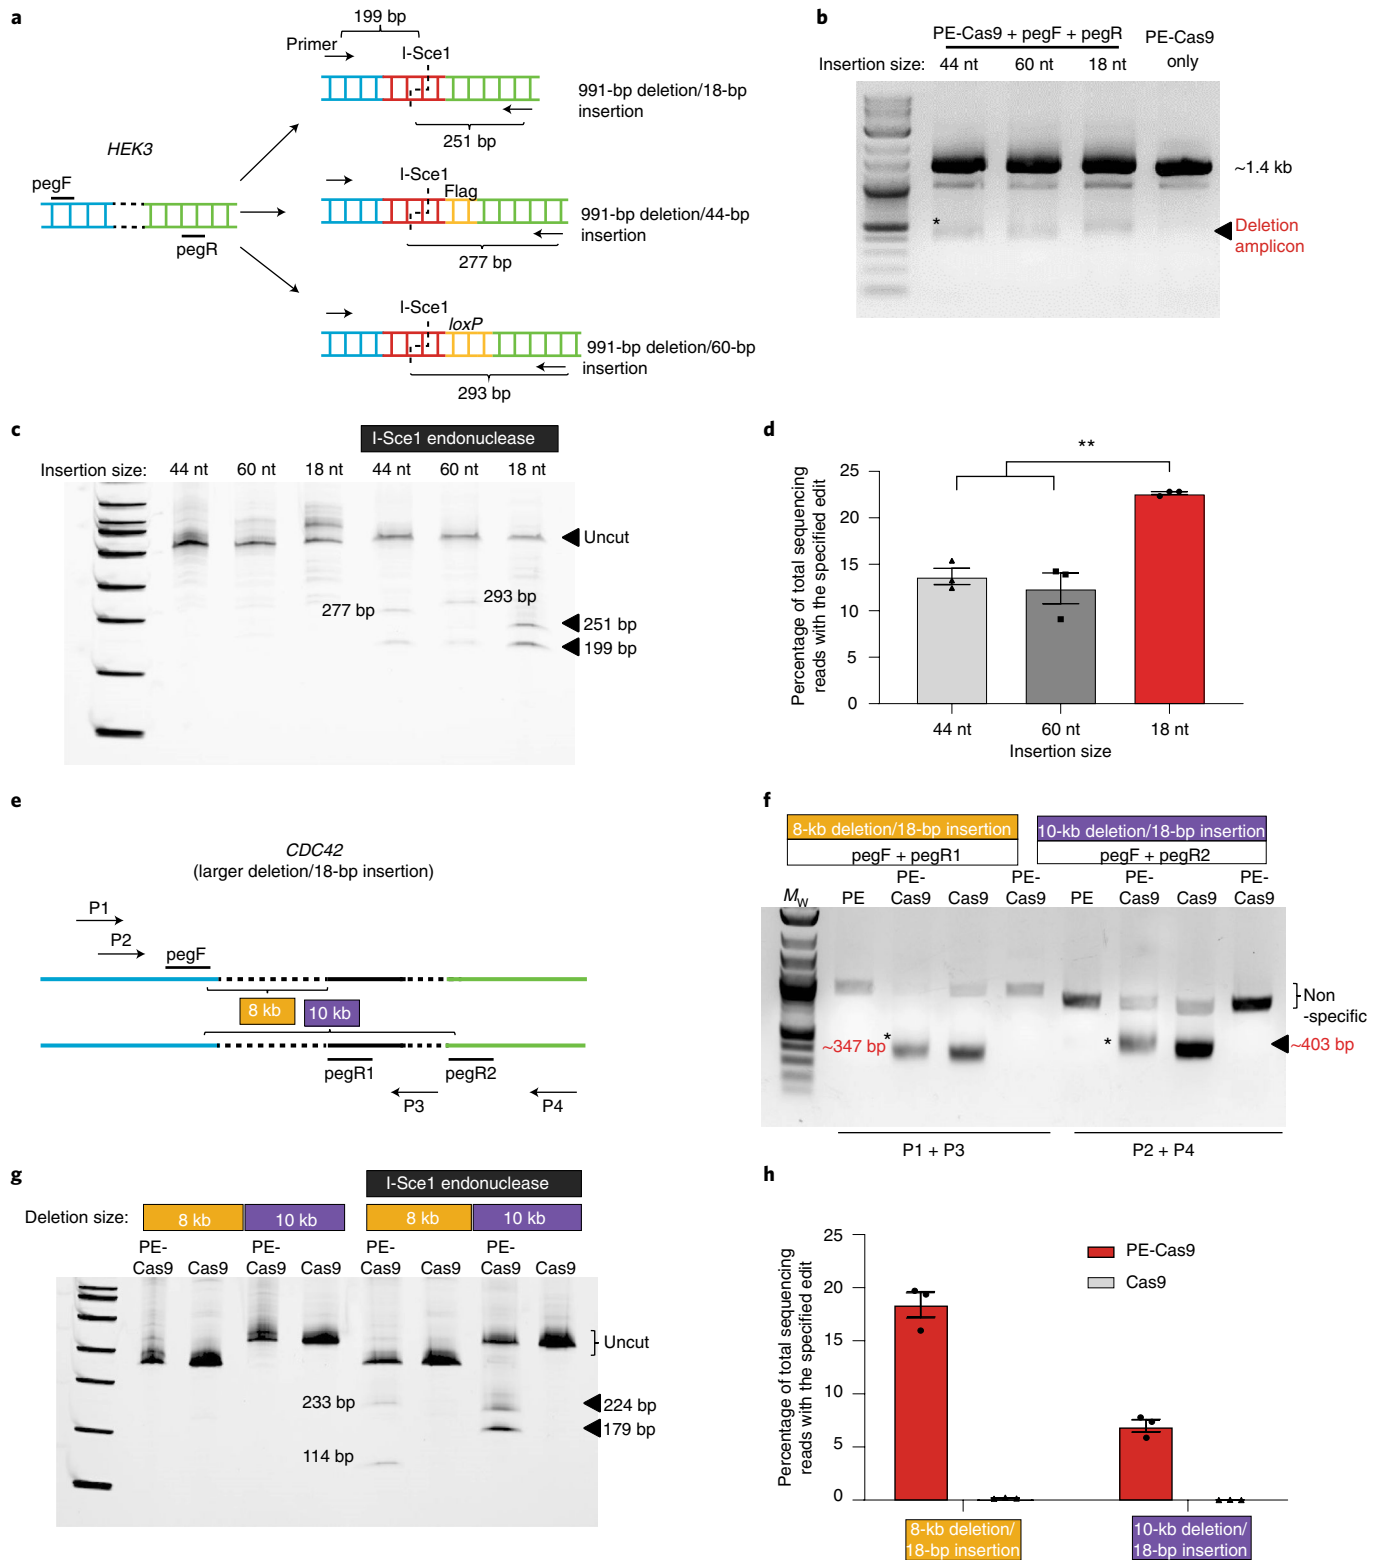 a
199 bp
Primer
I-Sce1
991-bp deletion/18-bp
insertion
251 bp
HEK3
pegF
pegR
I-Sce1
Flag
991-bp deletion/44-bp
insertion
277 bp
I-Sce1
loxP
991-bp deletion/60-bp
insertion
293 bp
b
PE-Cas9 + pegF + pegR
PE-Cas9
only
Insertion size: 44 nt 60 nt 18 nt
~1.4 kb
*
Deletion
amplicon
c
I-Sce1 endonuclease
Insertion size: 44 nt 60 nt 18 nt 44 nt 60 nt 18 nt
Uncut
277 bp
293 bp
251 bp
199 bp
d
**
Percentage of total sequencing
reads with the specified edit
25
20
15
10
5
0
44 nt 60 nt 18 nt
Insertion size
e
CDC42
(larger deletion/18-bp insertion)
P1
P2
pegF
8 kb
10 kb
pegR1
pegR2
P3
P4
f
8-kb deletion/18-bp insertion
10-kb deletion/18-bp insertion
pegF + pegR1
pegF + pegR2
MW
PE
PE-
Cas9
Cas9
PE-
Cas9
PE
PE-
Cas9
Cas9
PE-
Cas9
Non
-specific
~347 bp
*
*
~403 bp
P1 + P3
P2 + P4
g
I-Sce1 endonuclease
Deletion size: 8 kb 10 kb 8 kb 10 kb
PE-
Cas9
Cas9
PE-
Cas9
Cas9
PE-
Cas9
Cas9
PE-
Cas9
Cas9
Uncut
233 bp
224 bp
179 bp
114 bp
h
Percentage of total sequencing
reads with the specified edit
25
20
15
10
5
0
PE-Cas9
Cas9
8-kb deletion/
18-bp insertion
10-kb deletion/
18-bp insertion